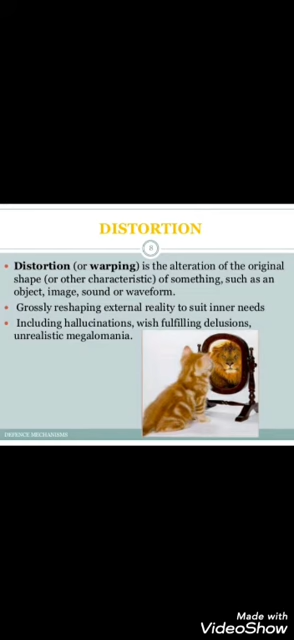 DISTORTION
8
• Distortion (or warping) is the alteration of the original
shape (or other characteristic) of something, such as an
object, image, sound or waveform.
• Grossly reshaping external reality to suit inner needs
• Including hallucinations, wish fulfilling delusions,
unrealistic megalomania.
DEFENCE MECHANISMS
Made with
VideoShow